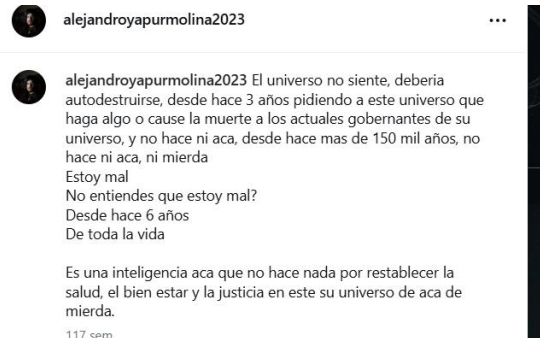 alejandroyapurmolina2023
alejandroyapurmolina2023 El universo no siente, deberia
autodestruirse, desde hace 3 años pidiendo a este universo que
haga algo o cause la muerte a los actuales gobernantes de su
universo, y no hace ni aca, desde hace mas de 150 mil años, no
hace ni aca, ni mierda
Estoy mal
No entiendes que estoy mal?
Desde hace 6 años
De toda la vida
Es una inteligencia aca que no hace nada por restablecer la
salud, el bien estar y la justicia en este su universo de aca de
mierda.
117 sem